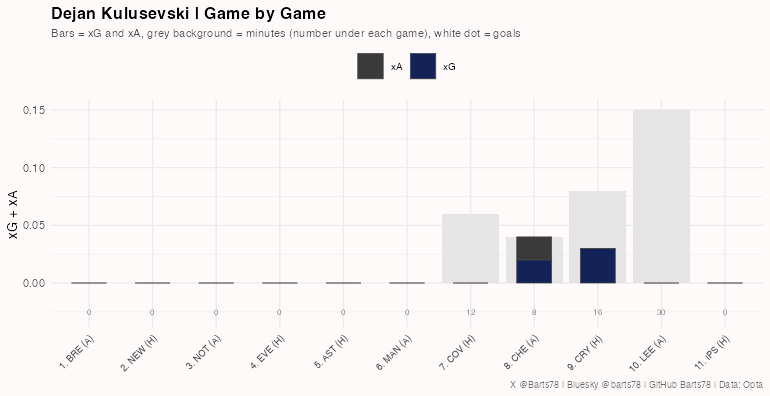 Dejan Kulusevski | Game by Game
Bars = xG and xA, grey background = minutes (number under each game), white dot = goals
xA
xG
xG + xA
0.15
0.10
0.05
0.00
0 0 0 0 0 0 12 8 16 30 0
1. BRE (A)
2. NEW (H)
3. NOT (A)
4. EVE (H)
5. AST (H)
6. MAN (A)
7. COV (H)
8. CHE (A)
9. CRY (H)
10. LEE (A)
11. IPS (H)
X @Barts78 | Bluesky @barts78 | GitHub Barts78 | Data: Opta